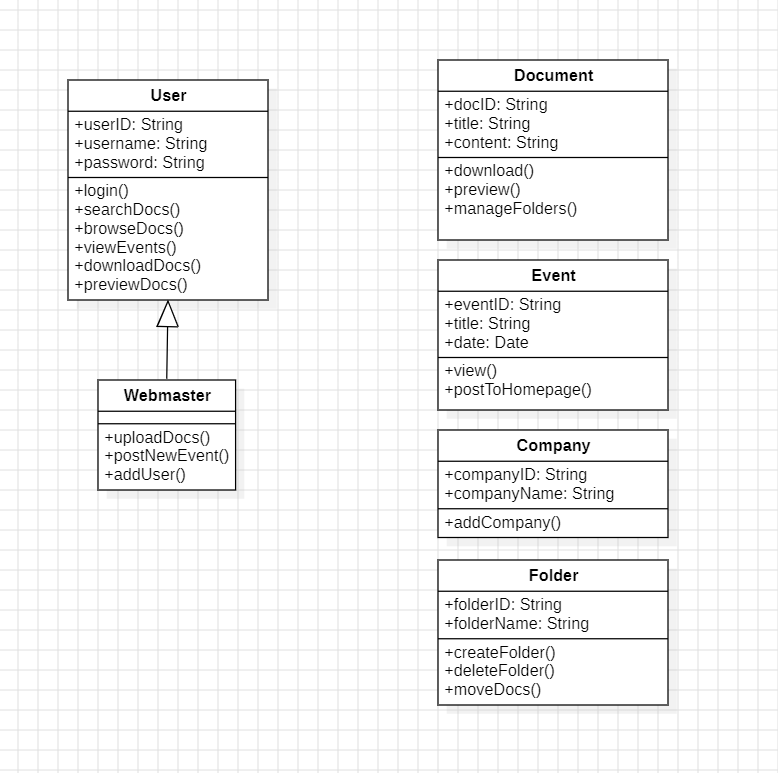 User
+userID: String
+username: String
+password: String
+login()
+searchDocs()
+browseDocs()
+viewEvents()
+downloadDocs()
+previewDocs()
Webmaster
+uploadDocs()
+postNewEvent()
+addUser()
Document
+docID: String
+title: String
+content: String
+download()
+preview()
+manageFolders()
Event
+eventID: String
+title: String
+date: Date
+view()
+postToHomepage()
Company
+companyID: String
+companyName: String
+addCompany()
Folder
+folderID: String
+folderName: String
+createFolder()
+deleteFolder()
+moveDocs()